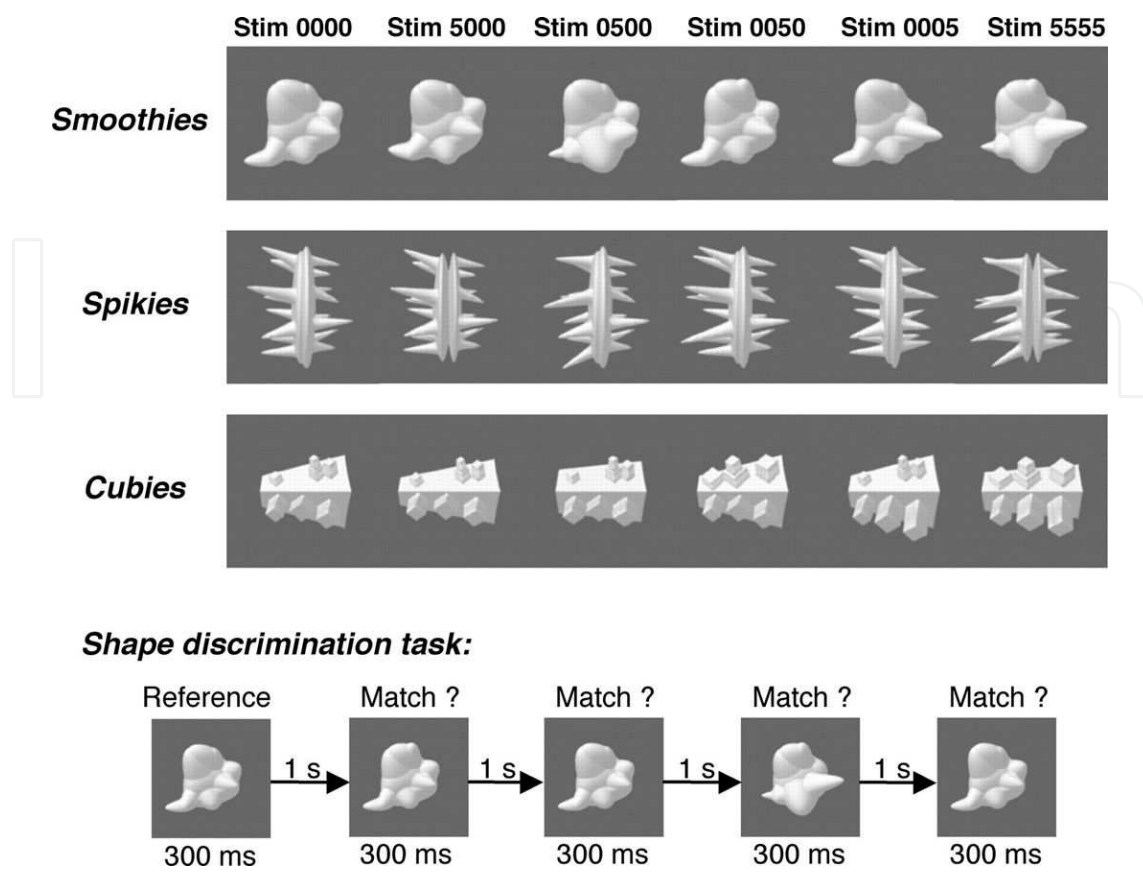 Stim 0000 Stim 5000 Stim 0500 Stim 0050 Stim 0005 Stim 5555
Smoothies
Spikies
Cubies
Shape discrimination task:
Reference Match ? Match ? Match ? Match ?
1 s 1 s 1 s 1 s
300 ms 300 ms 300 ms 300 ms 300 ms